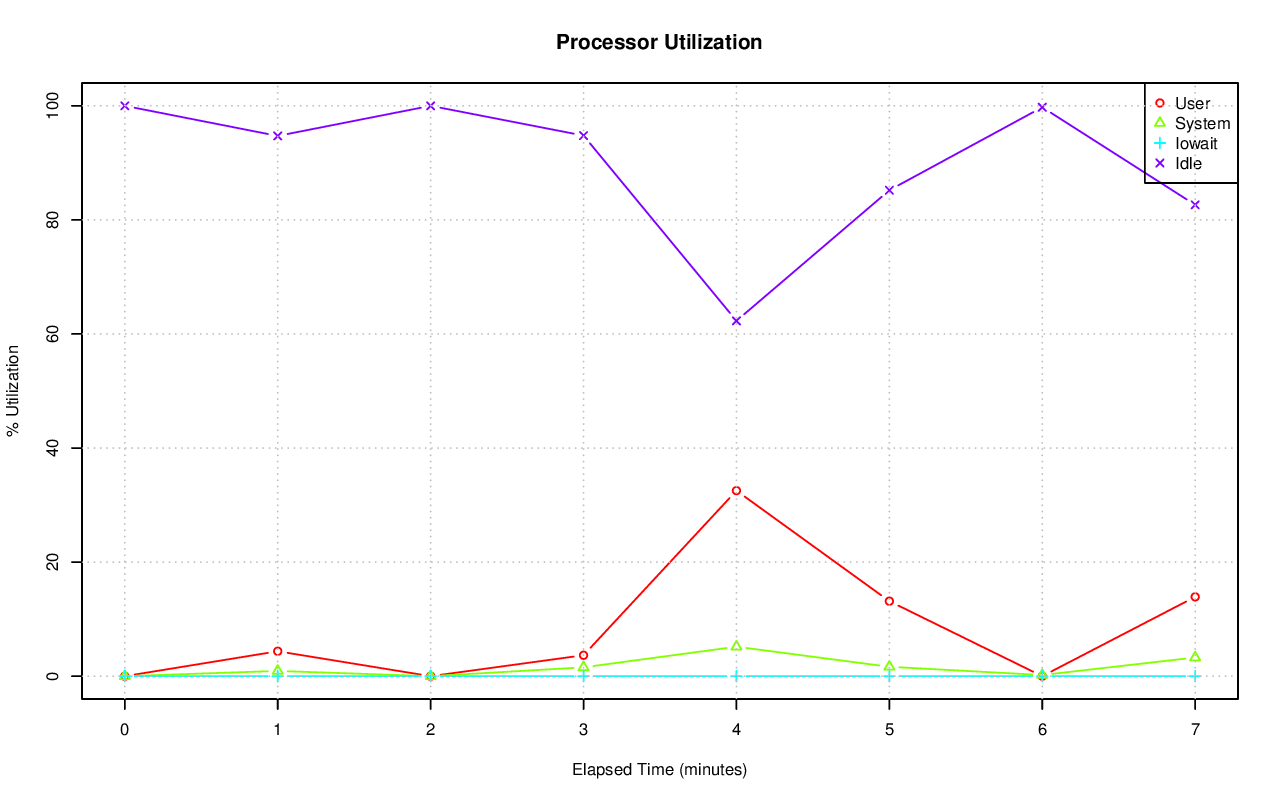 Processor Utilization
% Utilization
100
80
60
40
20
0
User
System
Iowait
Idle
0 1 2 3 4 5 6 7
Elapsed Time (minutes)